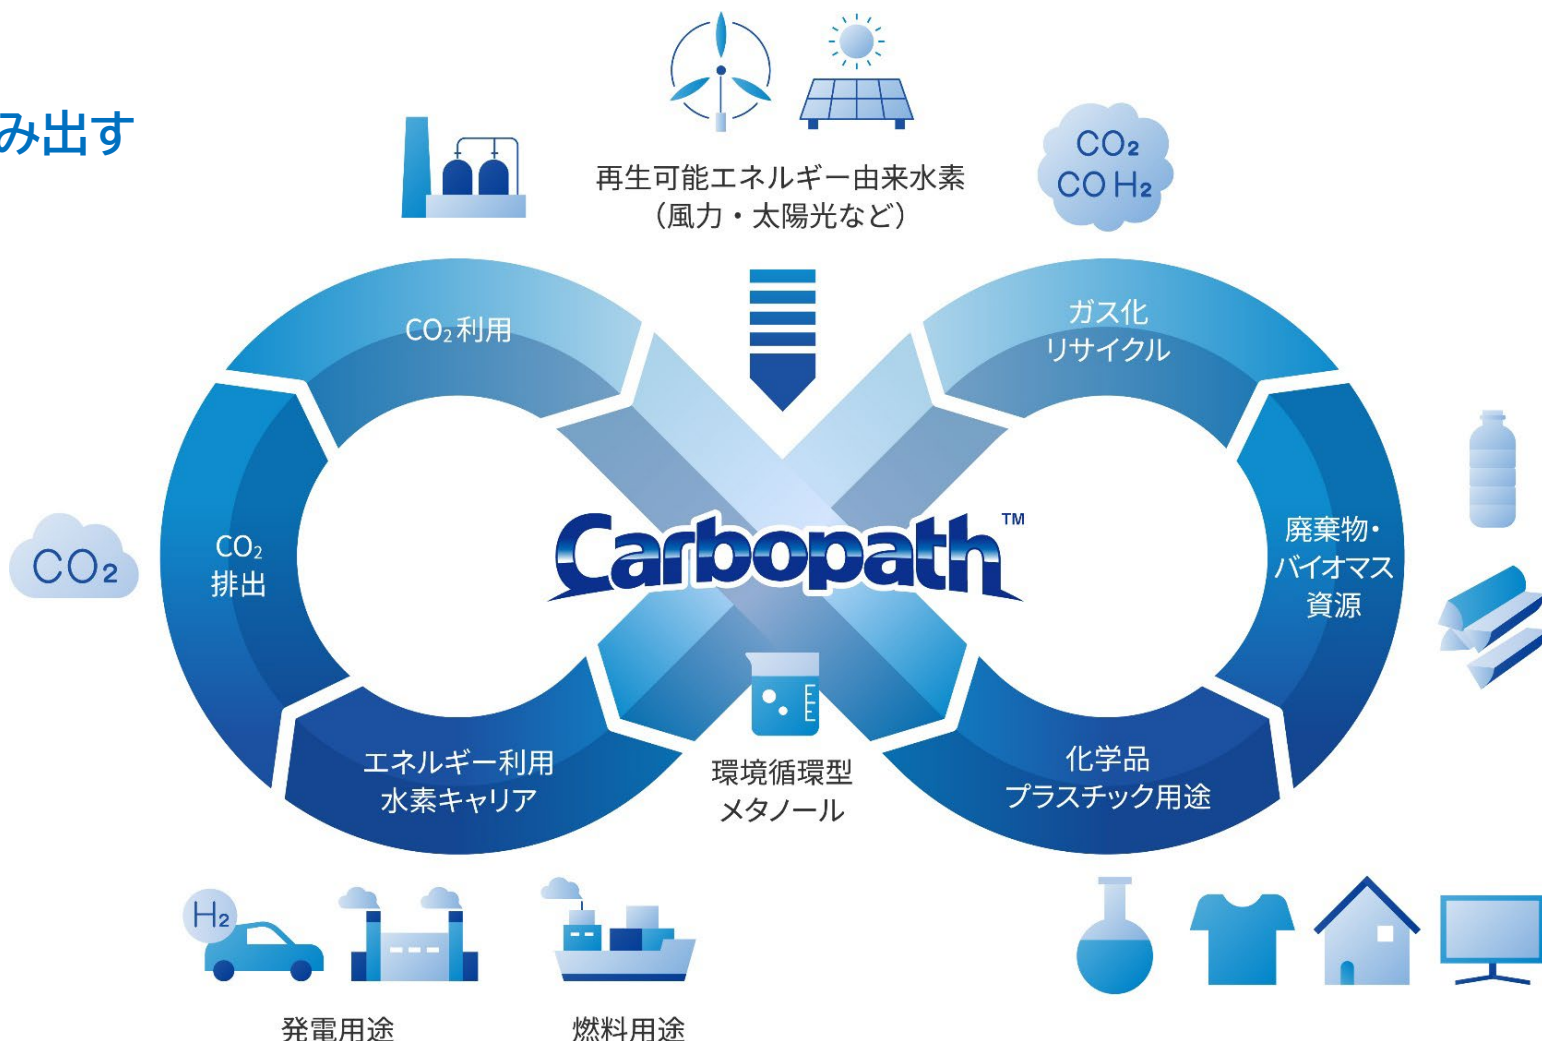 み出す
再生可能エネルギー由来水素
（風力・太陽光など）
CO₂
CO H₂
CO₂ 利用
ガス化
リサイクル
CO₂
CO₂
排出
Carbopath™
廃棄物・
バイオマス
資源
エネルギー利用
水素キャリア
環境循環型
メタノール
化学品
プラスチック用途
H₂
発電用途
燃料用途